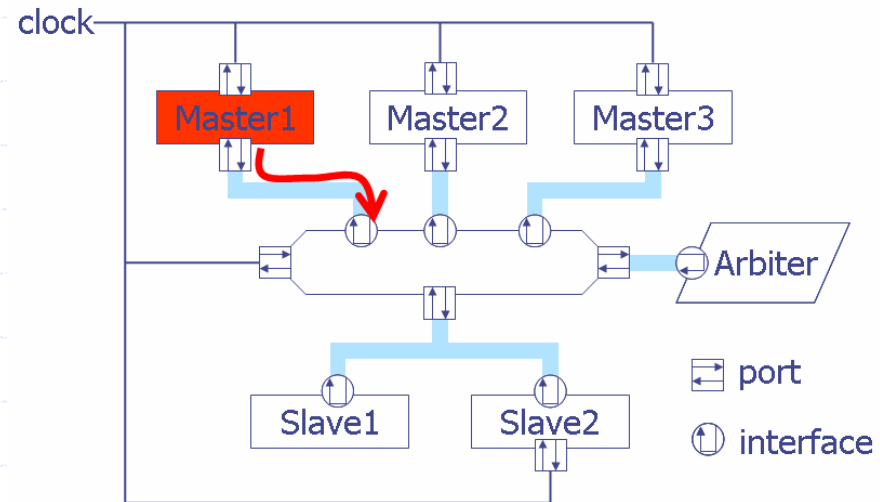 clock
Master1
Master2
Master3
Arbiter
port
Slave1
Slave2
interface